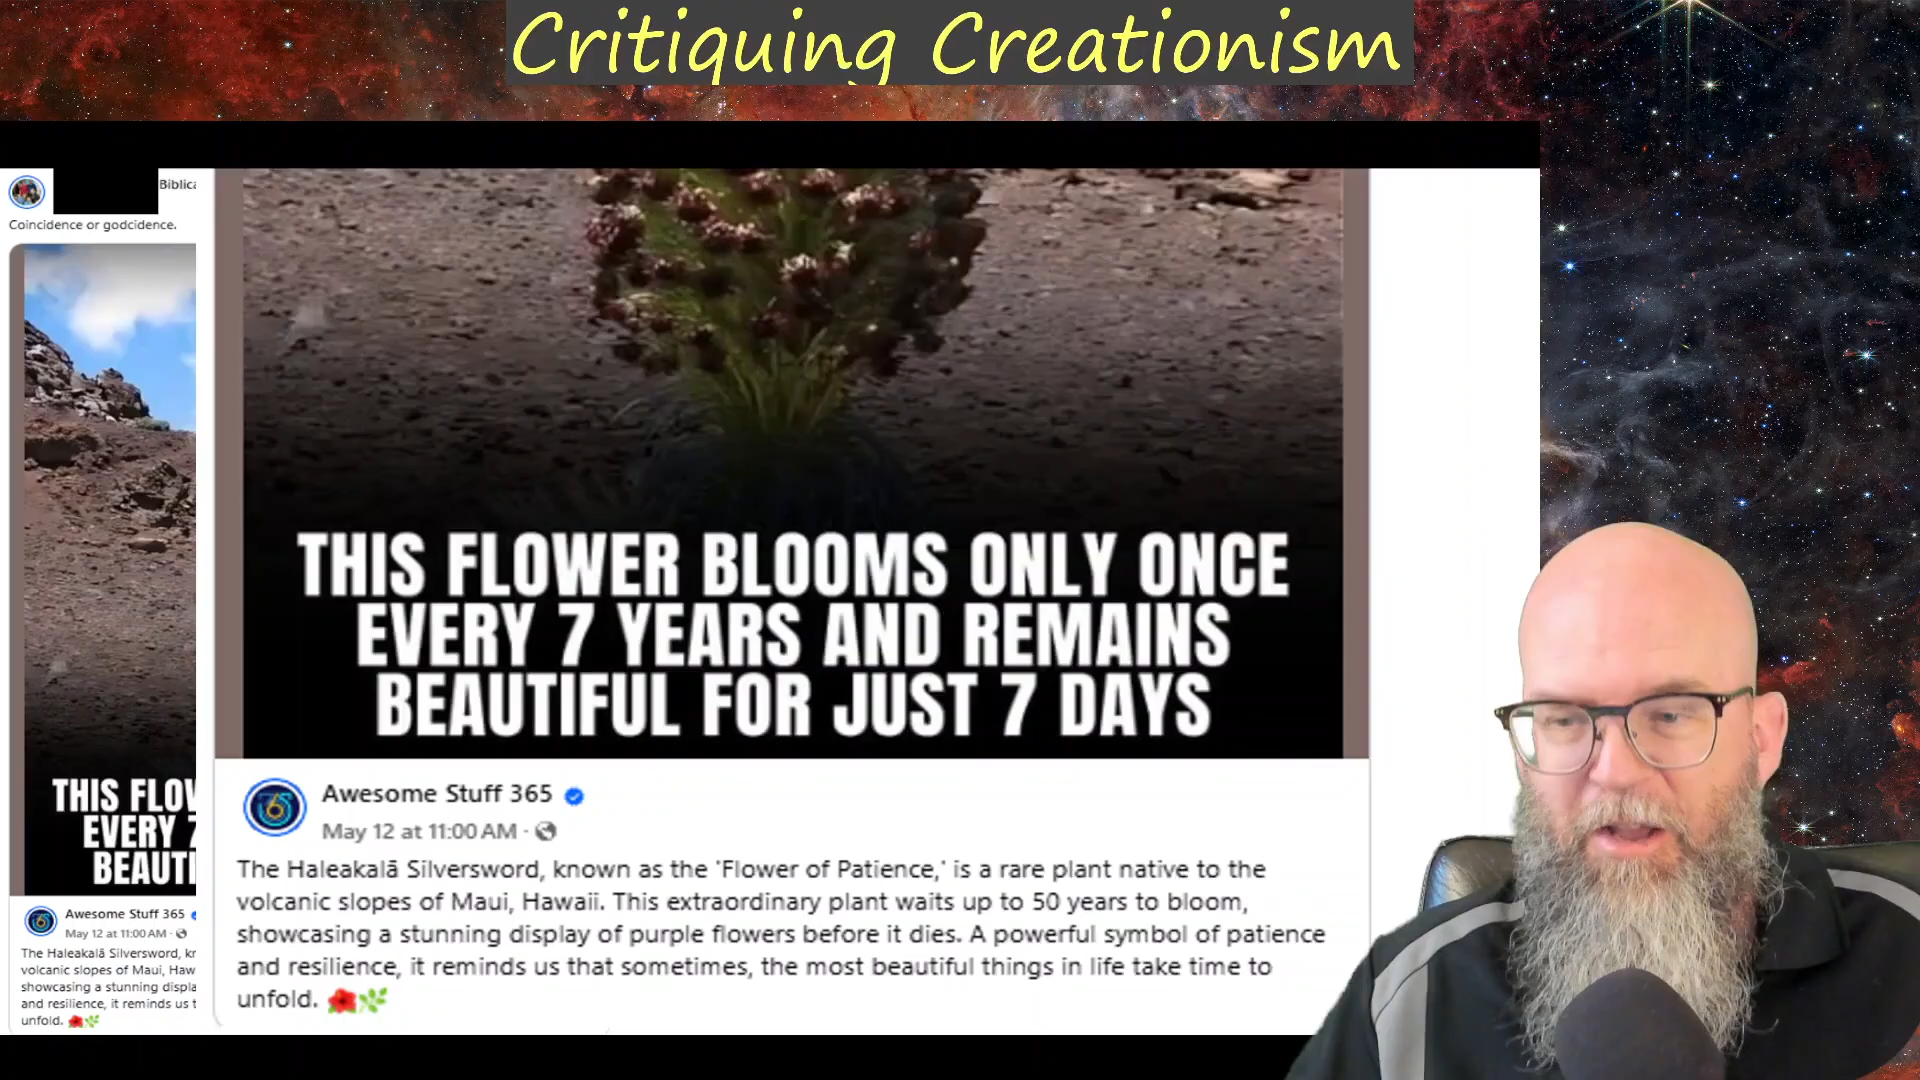 Critiquing Creationism
Biblica
Coincidence or godcidence.
THIS FLOW
EVERY 7
BEAUTI
Awesome Stuff 365
May 12 at 11:00 AM ·
The Haleakalā Silversword, kr
volcanic slopes of Maui, Haw
showcasing a stunning displa
and resilience, it reminds us t
unfold.
THIS FLOWER BLOOMS ONLY ONCE
EVERY 7 YEARS AND REMAINS
BEAUTIFUL FOR JUST 7 DAYS
Awesome Stuff 365
May 12 at 11:00 AM ·
The Haleakalā Silversword, known as the 'Flower of Patience,' is a rare plant native to the
volcanic slopes of Maui, Hawaii. This extraordinary plant waits up to 50 years to bloom,
showcasing a stunning display of purple flowers before it dies. A powerful symbol of patience
and resilience, it reminds us that sometimes, the most beautiful things in life take time to
unfold.